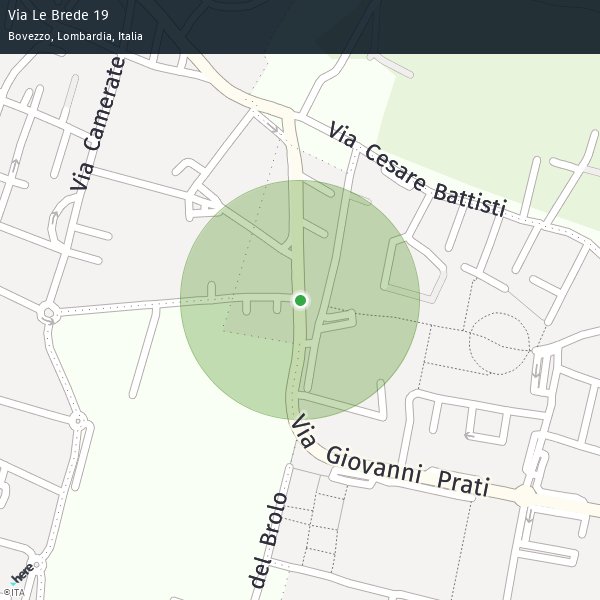 Via Le Brede 19
Bovezzo, Lombardia, Italia
Via Camerate
Via Cesare Battisti
Via Giovanni Prati
del Brolo
here
©ITA